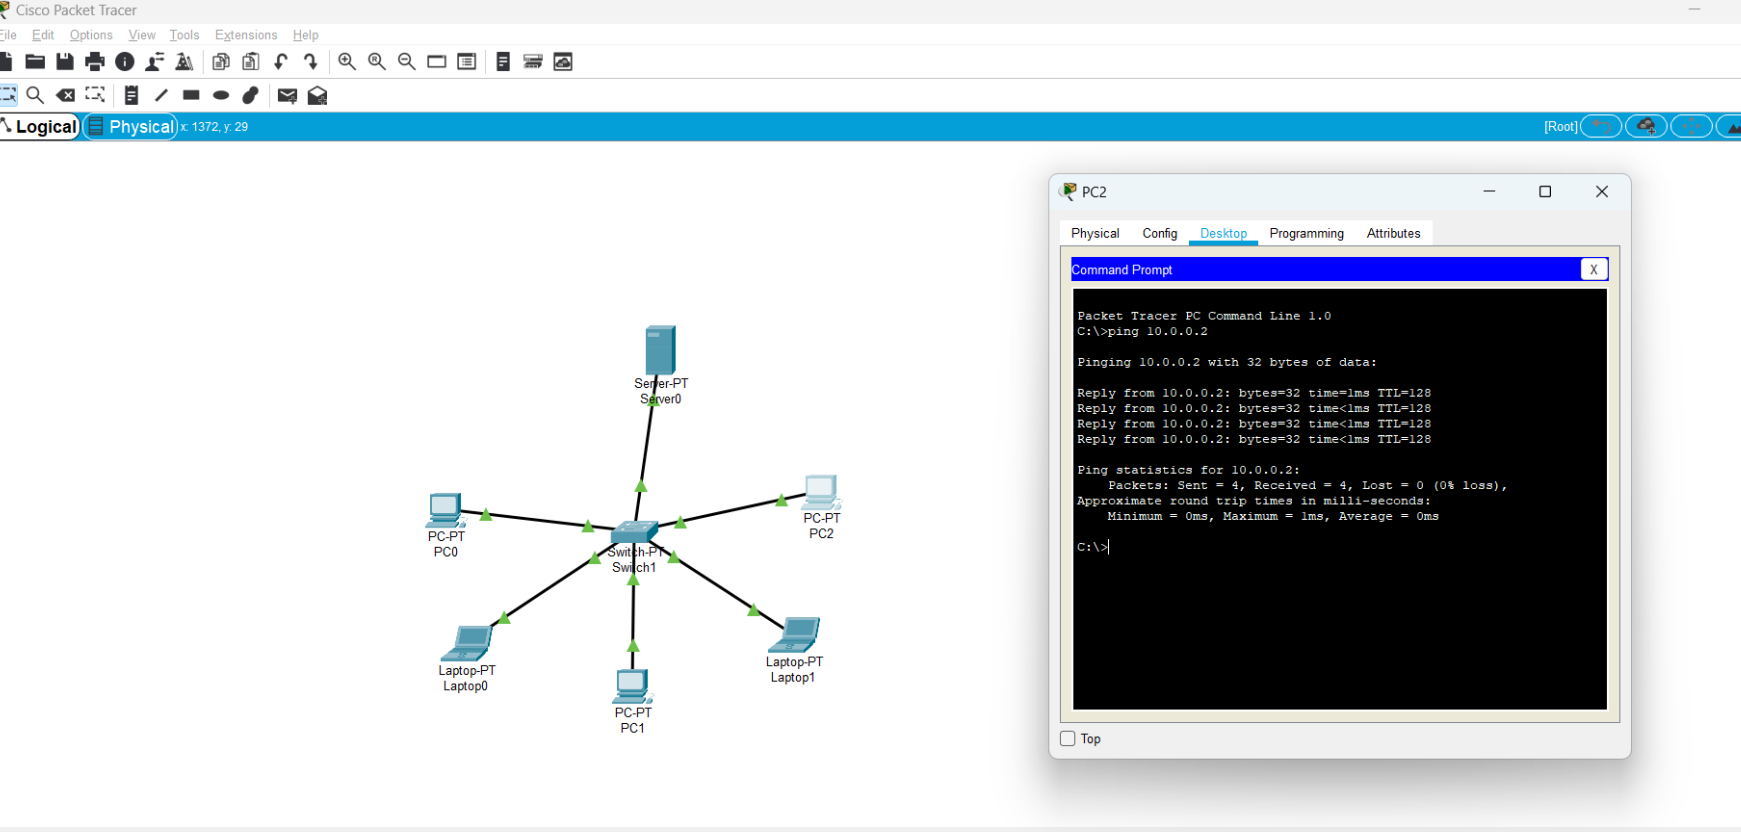 Cisco Packet Tracer
File Edit Options View Tools Extensions Help
Logical Physical x: 1372, y: 29 [Root]
Server-PT
Server0
PC-PT
PC0
PC-PT
PC2
Switch-PT
Switch1
Laptop-PT
Laptop0
Laptop-PT
Laptop1
PC-PT
PC1
PC2
Physical Config Desktop Programming Attributes
Command Prompt X
Packet Tracer PC Command Line 1.0
C:\>ping 10.0.0.2
Pinging 10.0.0.2 with 32 bytes of data:
Reply from 10.0.0.2: bytes=32 time=1ms TTL=128
Reply from 10.0.0.2: bytes=32 time<1ms TTL=128
Reply from 10.0.0.2: bytes=32 time<1ms TTL=128
Reply from 10.0.0.2: bytes=32 time<1ms TTL=128
Ping statistics for 10.0.0.2:
Packets: Sent = 4, Received = 4, Lost = 0 (0% loss),
Approximate round trip times in milli-seconds:
Minimum = 0ms, Maximum = 1ms, Average = 0ms
C:\>
Top